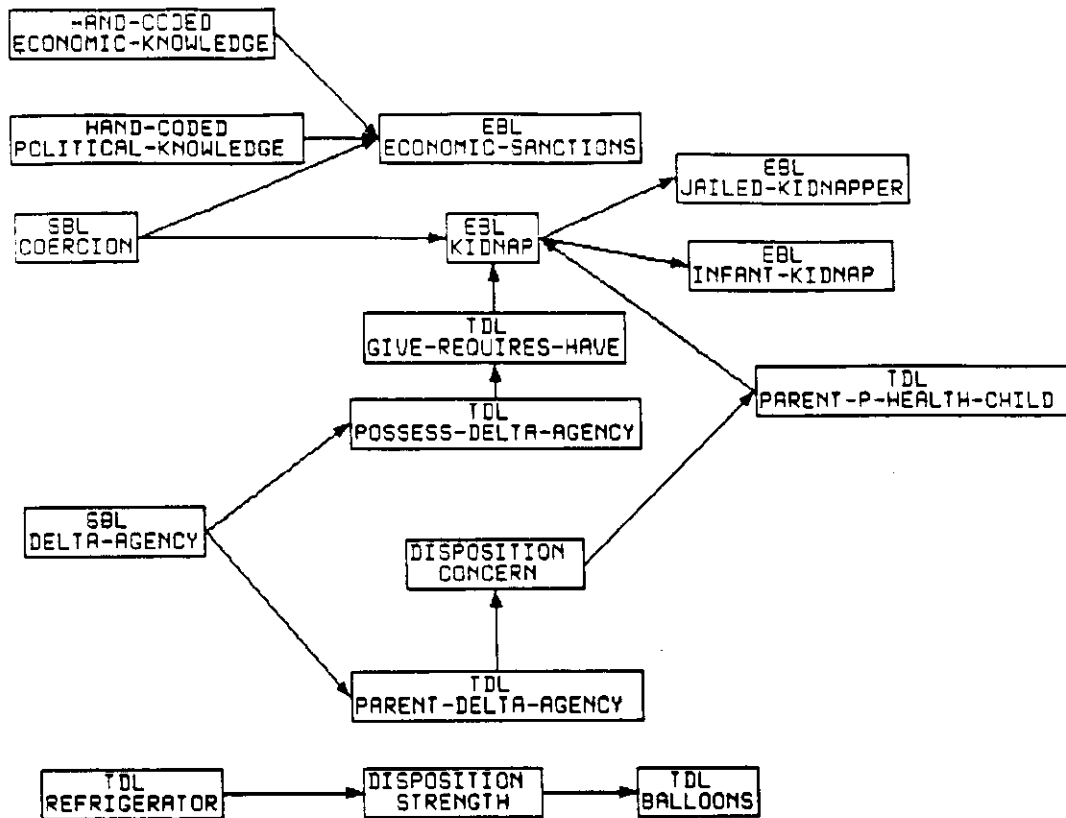 HAND-CODED
ECONOMIC-KNOWLEDGE
HAND-CODED
POLITICAL-KNOWLEDGE
EBL
ECONOMIC-SANCTIONS
EBL
JAILED-KIDNAPPER
SBL
COERCION
EBL
KIDNAP
EBL
INFANT-KIDNAP
TDL
GIVE-REQUIRES-HAVE
TDL
PARENT-P-HEALTH-CHILD
TDL
POSSESS-DELTA-AGENCY
SBL
DELTA-AGENCY
DISPOSITION
CONCERN
TDL
PARENT-DELTA-AGENCY
TDL
REFRIGERATOR
DISPOSITION
STRENGTH
TDL
BALLOONS